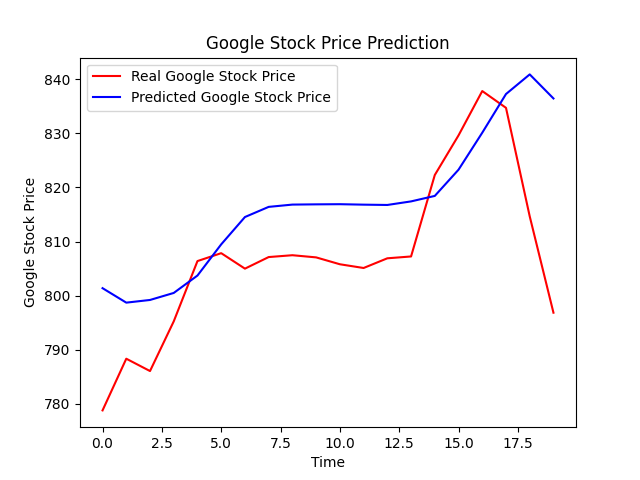 Google Stock Price Prediction
Real Google Stock Price
Predicted Google Stock Price
Google Stock Price
840
830
820
810
800
790
780
0.0 2.5 5.0 7.5 10.0 12.5 15.0 17.5
Time